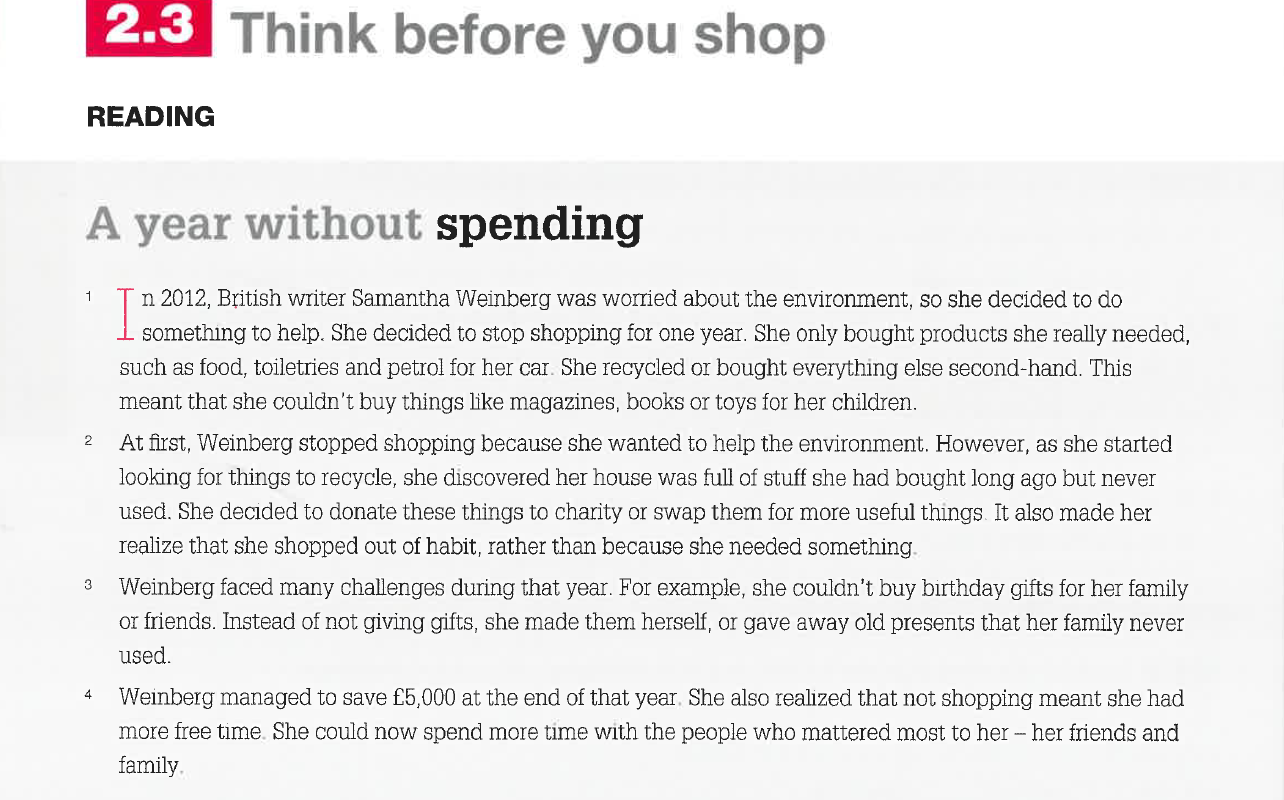 2.3 Think before you shop
READING
A year without spending
1 In 2012, British writer Samantha Weinberg was worried about the environment, so she decided to do
something to help. She decided to stop shopping for one year. She only bought products she really needed,
such as food, toiletries and petrol for her car. She recycled or bought everything else second-hand. This
meant that she couldn't buy things like magazines, books or toys for her children.
2 At first, Weinberg stopped shopping because she wanted to help the environment. However, as she started
looking for things to recycle, she discovered her house was full of stuff she had bought long ago but never
used. She decided to donate these things to charity or swap them for more useful things. It also made her
realize that she shopped out of habit, rather than because she needed something.
3 Weinberg faced many challenges during that year. For example, she couldn't buy birthday gifts for her family
or friends. Instead of not giving gifts, she made them herself, or gave away old presents that her family never
used.
4 Weinberg managed to save £5,000 at the end of that year. She also realized that not shopping meant she had
more free time. She could now spend more time with the people who mattered most to her – her friends and
family.